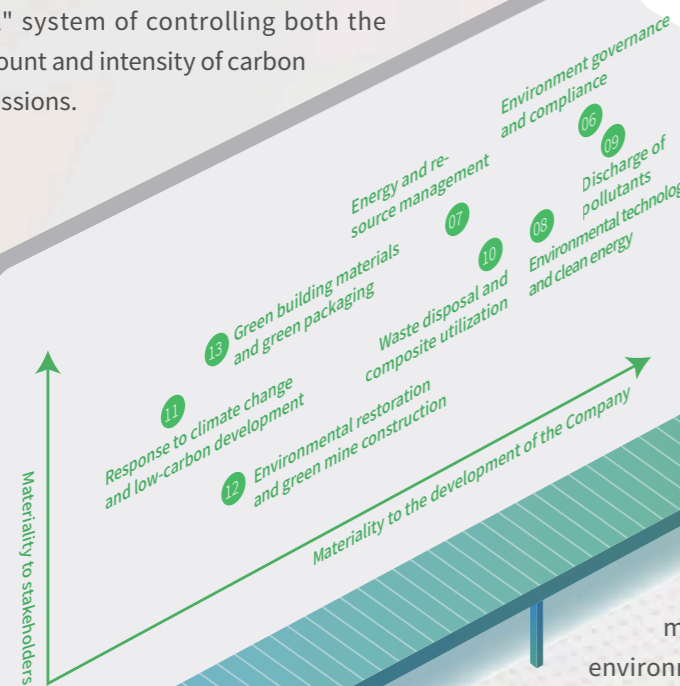 " system of controlling both the
ount and intensity of carbon
ssions.
Environment governance
and compliance
06
09
Discharge of
pollutants
Energy and re-
source management
07
08
Environmental technolog
and clean energy
10
Waste disposal and
composite utilization
13
Green building materials
and green packaging
11
Response to climate change
and low-carbon development
12
Environmental restoration
and green mine construction
Materiality to the development of the Company
Materiality to stakeholders
m
environm